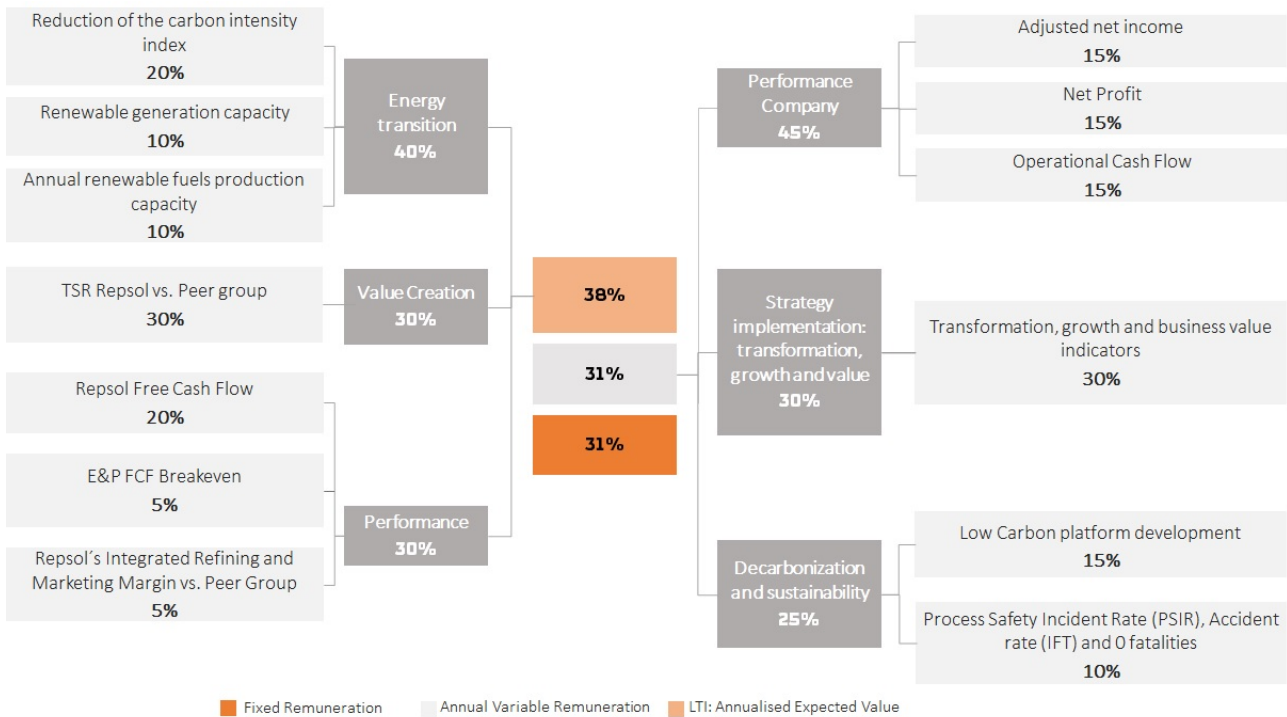 Reduction of the carbon intensity
index
20%
Renewable generation capacity
10%
Annual renewable fuels production
capacity
10%
Energy
transition
40%
TSR Repsol vs. Peer group
30%
Value Creation
30%
Repsol Free Cash Flow
20%
E&P FCF Breakeven
5%
Repsol´s Integrated Refining and
Marketing Margin vs. Peer Group
5%
Performance
30%
38%
31%
31%
Performance
Company
45%
Adjusted net income
15%
Net Profit
15%
Operational Cash Flow
15%
Strategy
implementation:
transformation,
growth and value
30%
Transformation, growth and business value
indicators
30%
Decarbonization
and sustainability
25%
Low Carbon platform development
15%
Process Safety Incident Rate (PSIR), Accident
rate (IFT) and 0 fatalities
10%
Fixed Remuneration
Annual Variable Remuneration
LTI: Annualised Expected Value